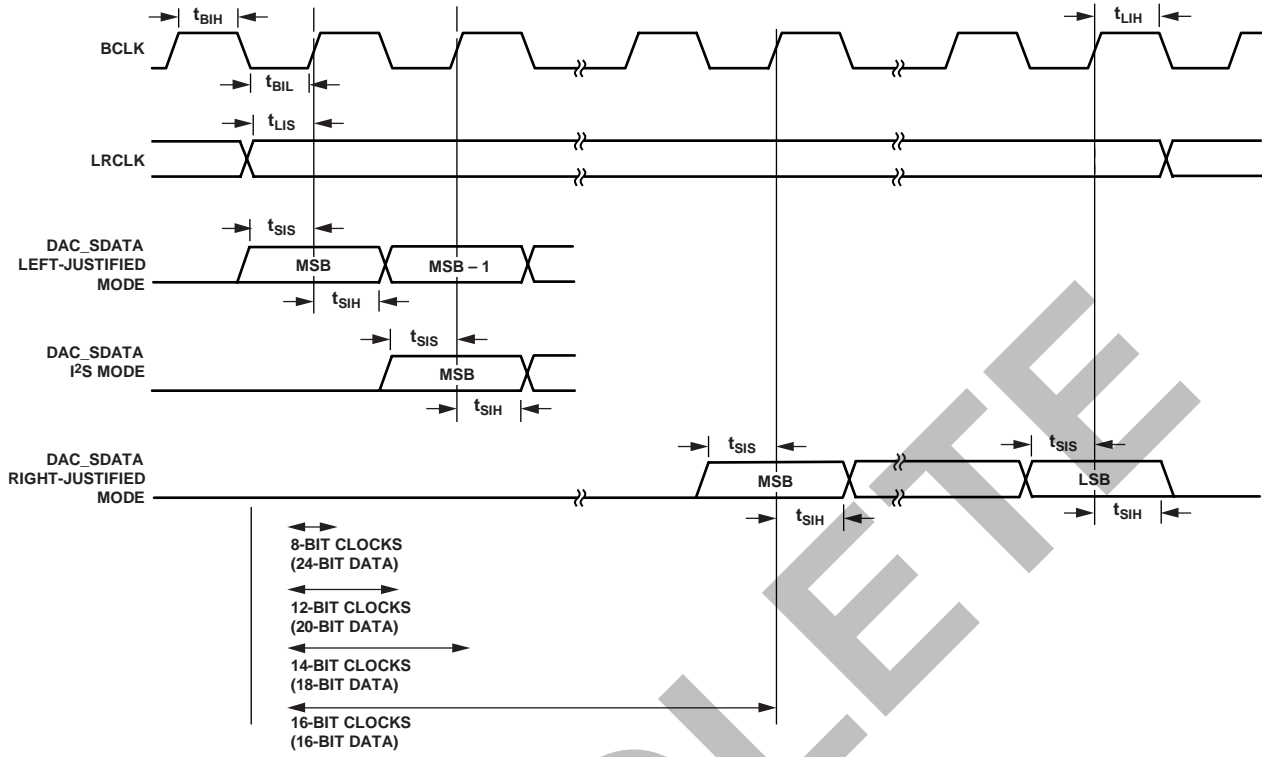 tBIH
tLIH
BCLK
tBIL
tLIS
LRCLK
tSIS
DAC_SDATA
LEFT-JUSTIFIED
MODE
MSB
MSB – 1
tSIH
tSIS
DAC_SDATA
I2S MODE
MSB
tSIH
tSIS
tSIS
DAC_SDATA
RIGHT-JUSTIFIED
MODE
MSB
LSB
tSIH
tSIH
8-BIT CLOCKS
(24-BIT DATA)
12-BIT CLOCKS
(20-BIT DATA)
14-BIT CLOCKS
(18-BIT DATA)
16-BIT CLOCKS
(16-BIT DATA)
LETE